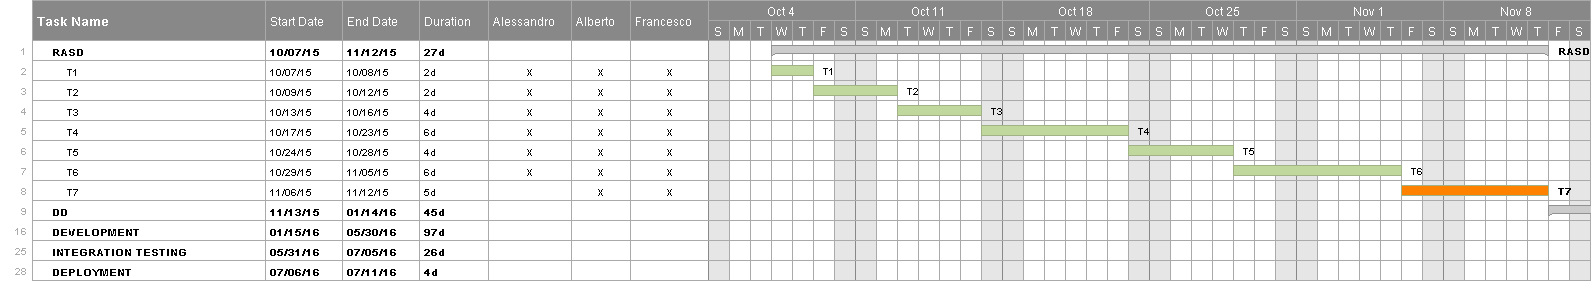 Task Name Start Date End Date Duration Alessandro Alberto Francesco Oct 4 Oct 11 Oct 18 Oct 25 Nov 1 Nov 8
S M T W T F S S M T W T F S S M T W T F S S M T W T F S S M T W T F S S M T W T F S
1 RASD 10/07/15 11/12/15 27d RASD
2 T1 10/07/15 10/08/15 2d X X X T1
3 T2 10/09/15 10/12/15 2d X X X T2
4 T3 10/13/15 10/16/15 4d X X X T3
5 T4 10/17/15 10/23/15 6d X X X T4
6 T5 10/24/15 10/28/15 4d X X X T5
7 T6 10/29/15 11/05/15 6d X X X T6
8 T7 11/06/15 11/12/15 5d X X T7
9 DD 11/13/15 01/14/16 45d
16 DEVELOPMENT 01/15/16 05/30/16 97d
25 INTEGRATION TESTING 05/31/16 07/05/16 26d
28 DEPLOYMENT 07/06/16 07/11/16 4d